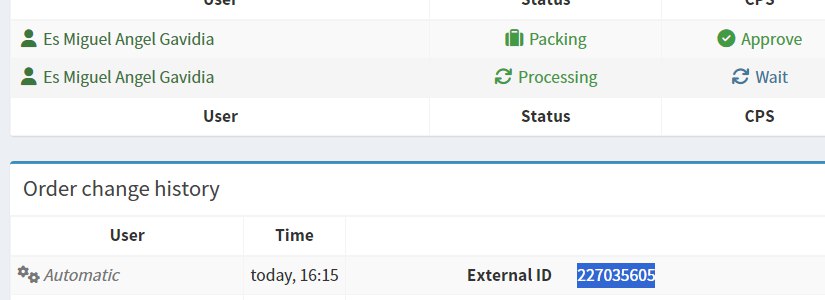 User Status CPS
Es Miguel Angel Gavidia Packing Approve
Es Miguel Angel Gavidia Processing Wait
User Status CPS
Order change history
User Time
Automatic today, 16:15 External ID 227035605